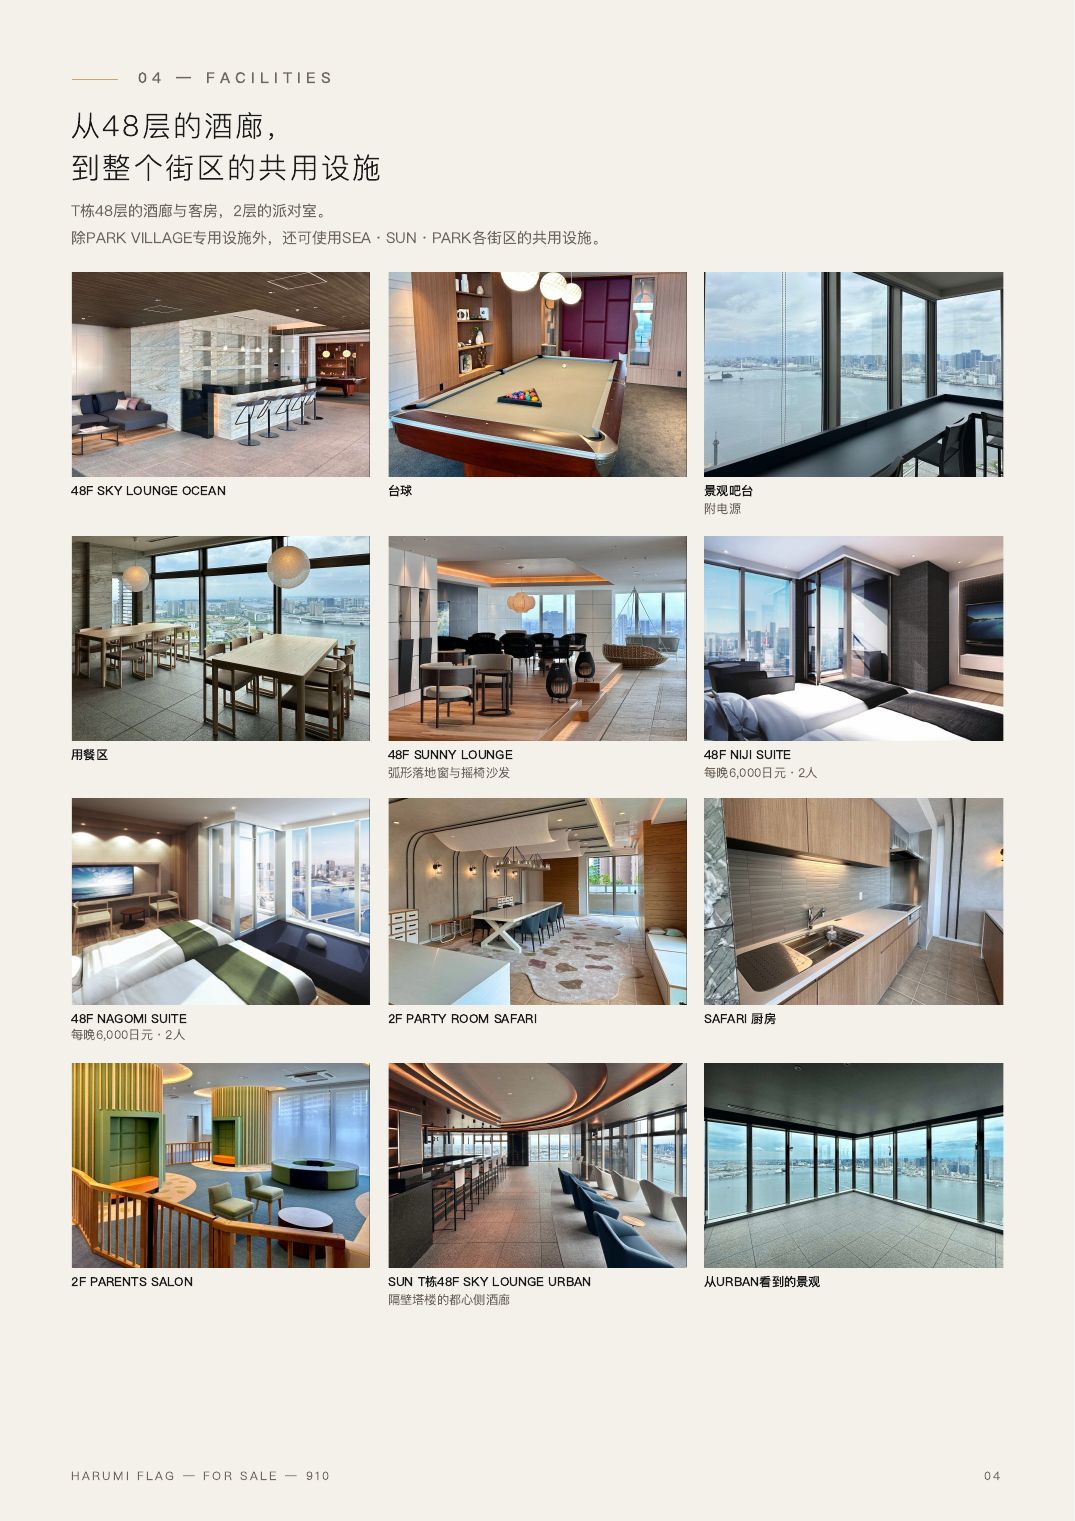 04 — FACILITIES
从48层的酒廊，
到整个街区的共用设施
T栋48层的酒廊与客房，2层的派对室。
除PARK VILLAGE专用设施外，还可使用SEA · SUN · PARK各街区的共用设施。
48F SKY LOUNGE OCEAN
台球
景观吧台
附电源
用餐区
48F SUNNY LOUNGE
弧形落地窗与摇椅沙发
48F NIJI SUITE
每晚6,000日元 · 2人
48F NAGOMI SUITE
每晚6,000日元 · 2人
2F PARTY ROOM SAFARI
SAFARI 厨房
2F PARENTS SALON
SUN T栋48F SKY LOUNGE URBAN
隔壁塔楼的都心侧酒廊
从URBAN看到的景观
HARUMI FLAG — FOR SALE — 910
04